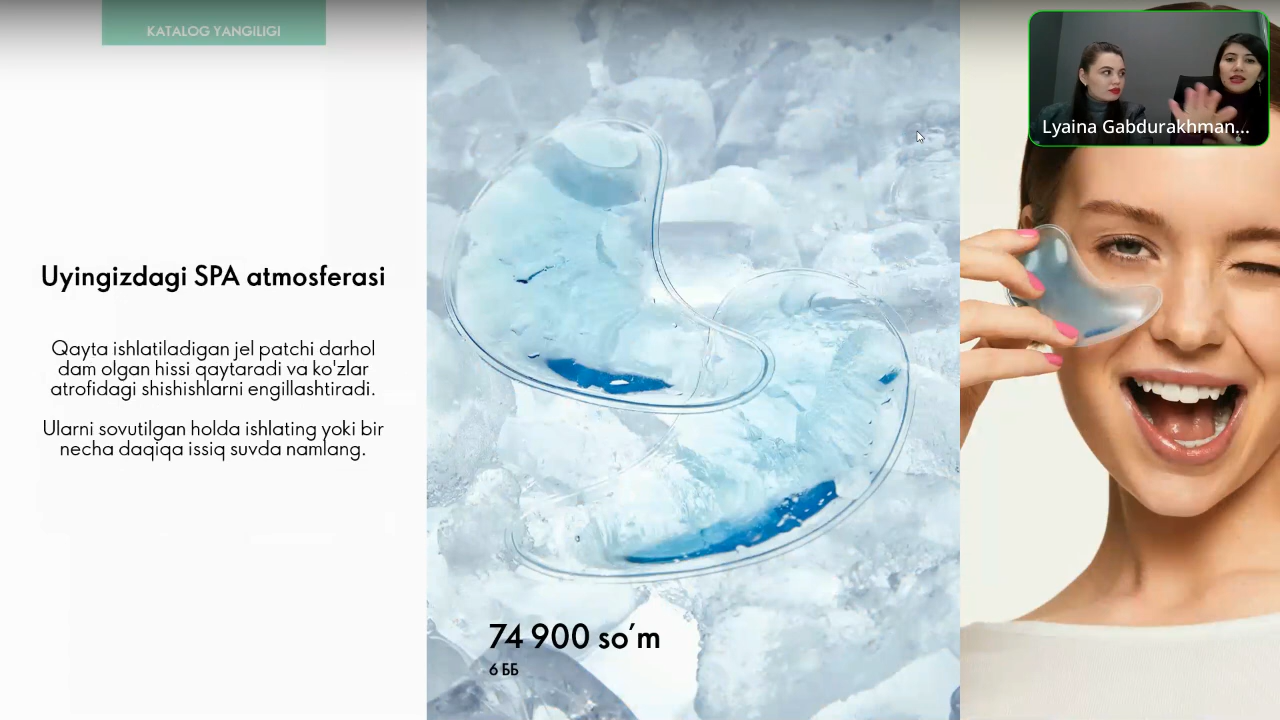 KATALOG YANGILIGI
Lyaina Gabdurakhman...
Uyingizdagi SPA atmosferasi
Qayta ishlatiladigan jel patchi darhol
dam olgan hissi qaytaradi va ko'zlar
atrofidagi shishishlarni engillashtiradi.
Ularni sovutilgan holda ishlating yoki bir
necha daqiqa issiq suvda namlang.
74 900 so’m
6 ББ